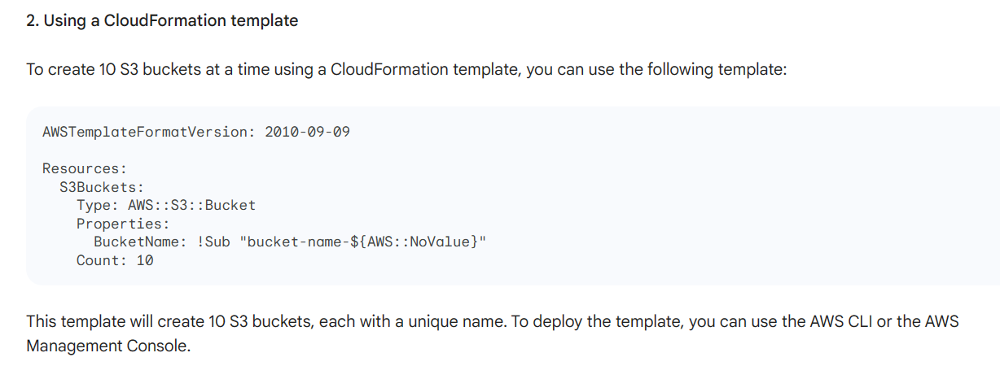 2. Using a CloudFormation template
To create 10 S3 buckets at a time using a CloudFormation template, you can use the following template:
AWSTemplateFormatVersion: 2010-09-09
Resources:
  S3Buckets:
    Type: AWS::S3::Bucket
    Properties:
      BucketName: !Sub "bucket-name-${AWS::NoValue}"
    Count: 10
This template will create 10 S3 buckets, each with a unique name. To deploy the template, you can use the AWS CLI or the AWS
Management Console.